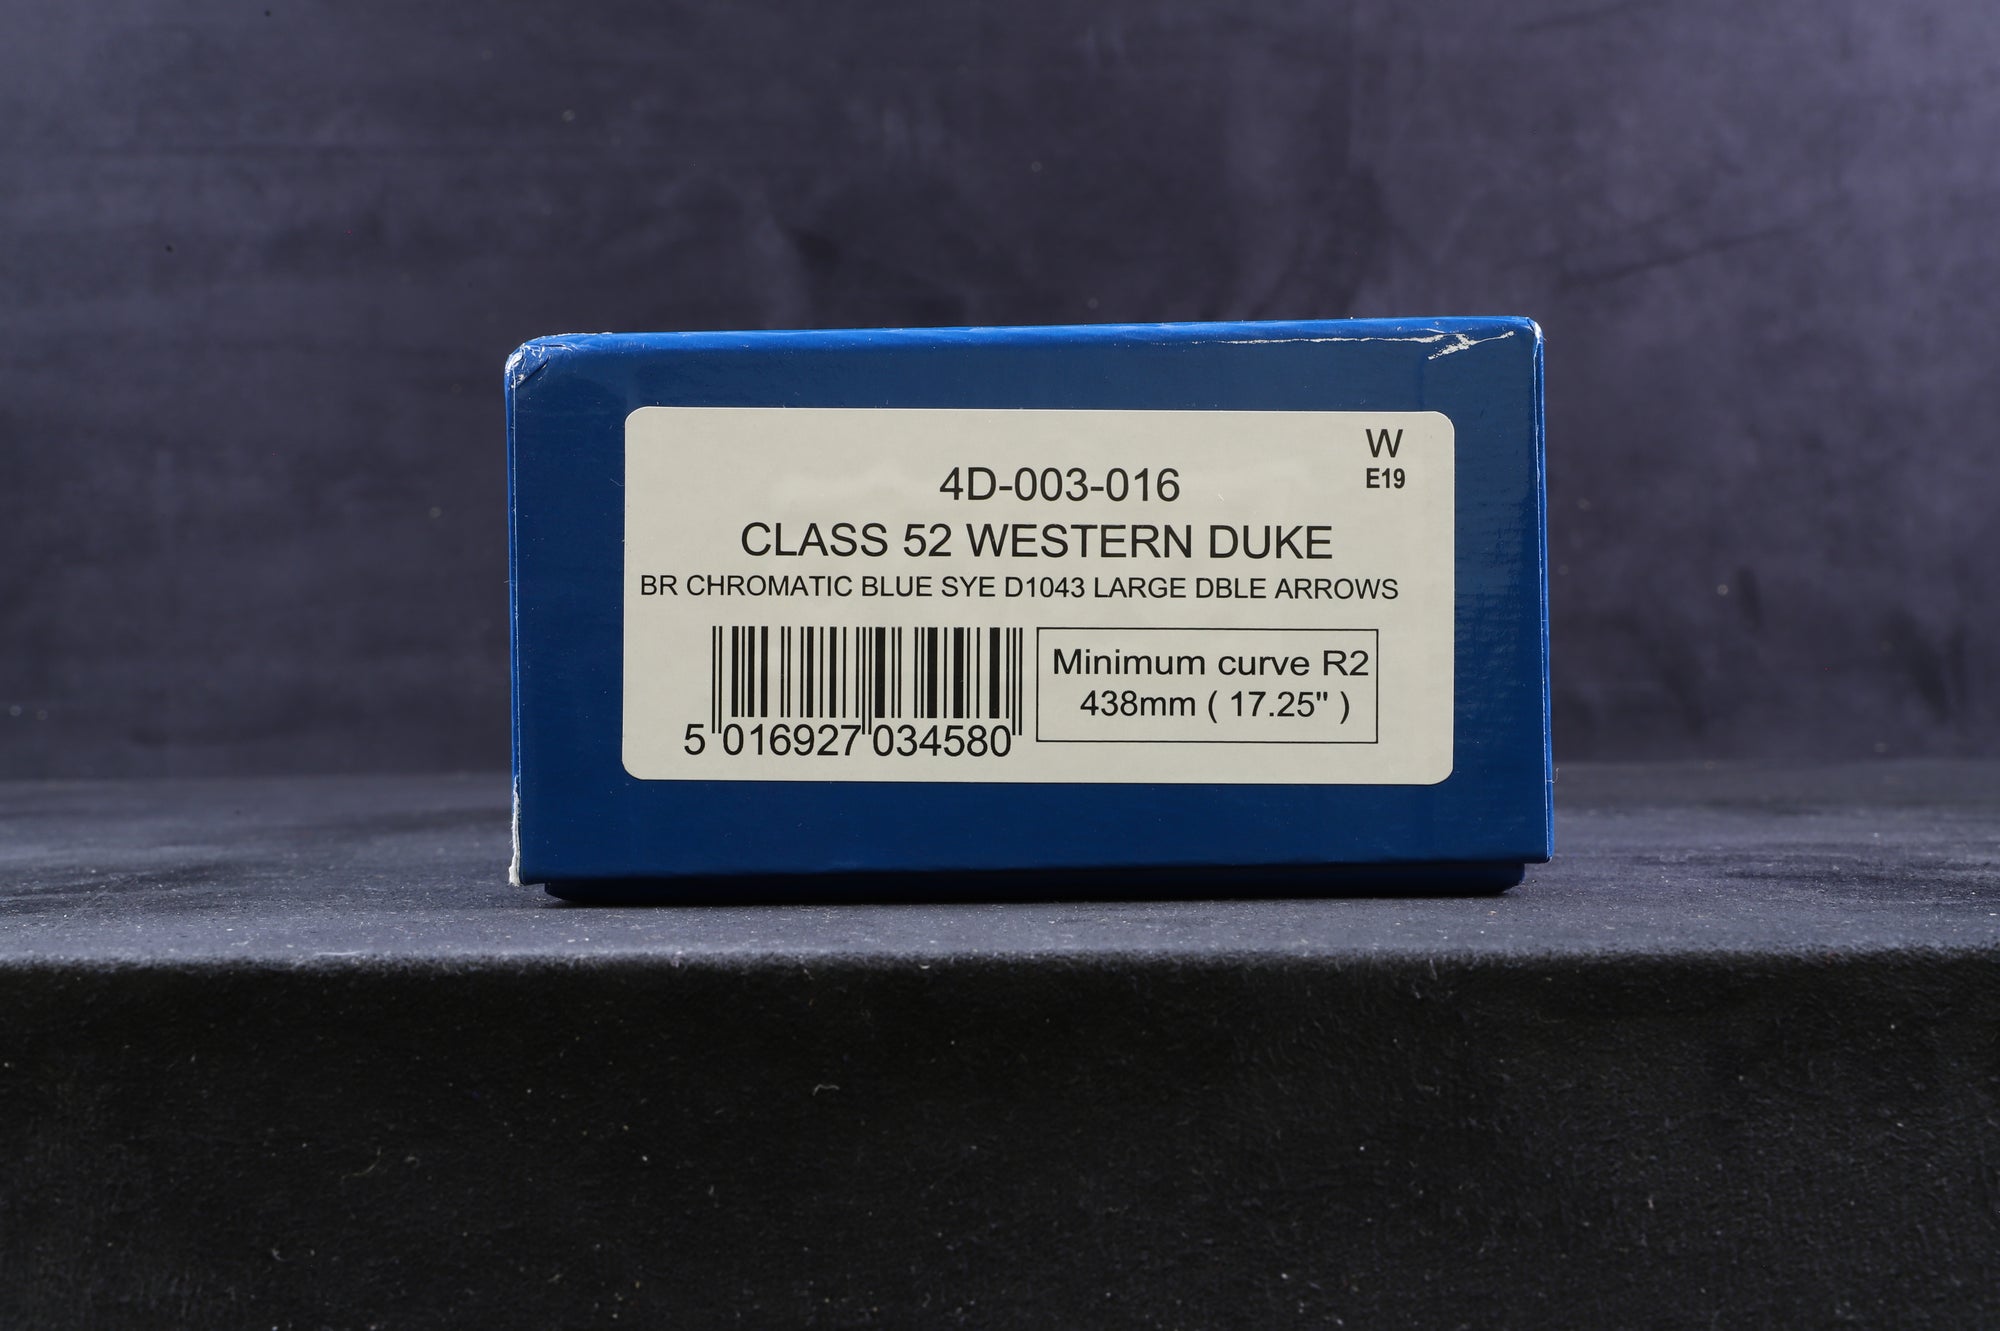 W
E19
4D-003-016
CLASS 52 WESTERN DUKE
BR CHROMATIC BLUE SYE D1043 LARGE DBLE ARROWS
Minimum curve R2
438mm ( 17.25" )
5 016927 034580